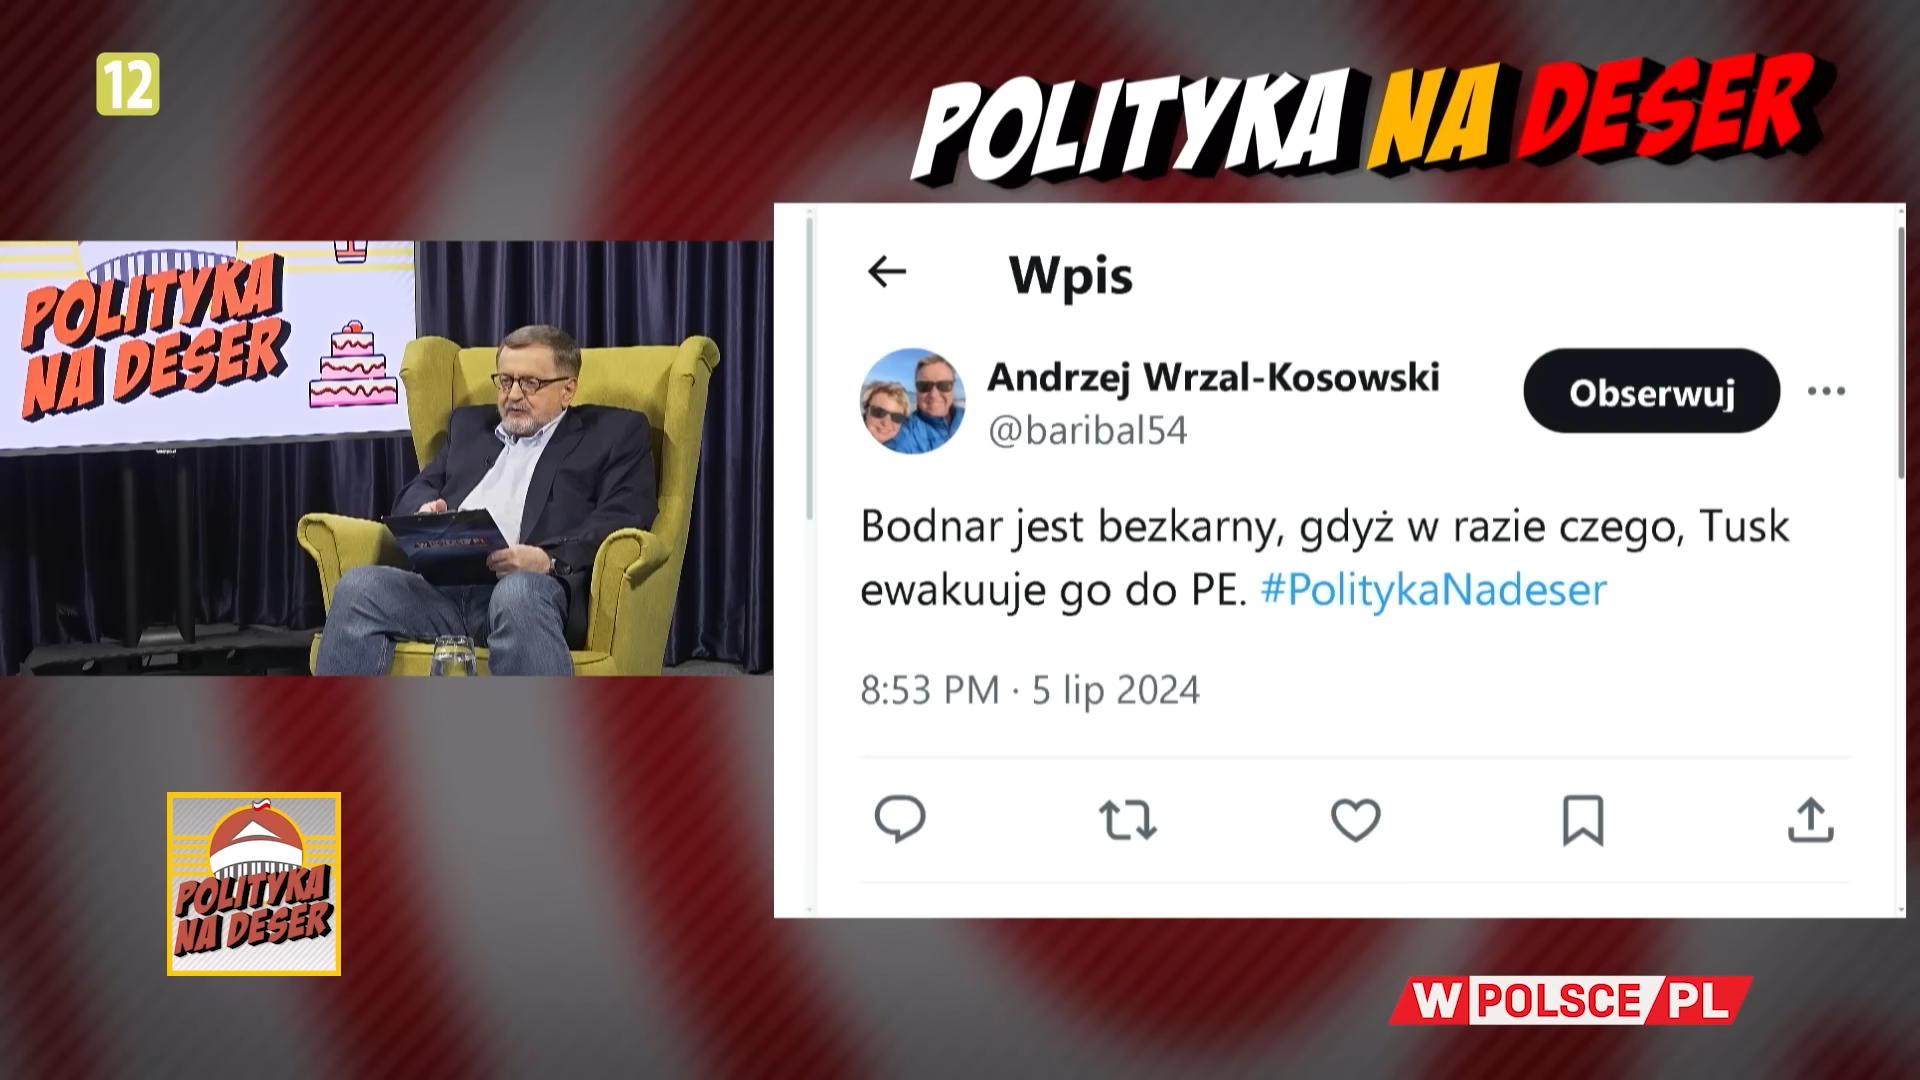 12
POLITYKA NA DESER
POLITYKA
NA DESER
Wpis
Andrzej Wrzal-Kosowski
@baribal54
Obserwuj
Bodnar jest bezkarny, gdyż w razie czego, Tusk
ewakuuje go do PE. #PolitykaNadeser
8:53 PM · 5 lip 2024
POLITYKA
NA DESER
W POLSCE/PL